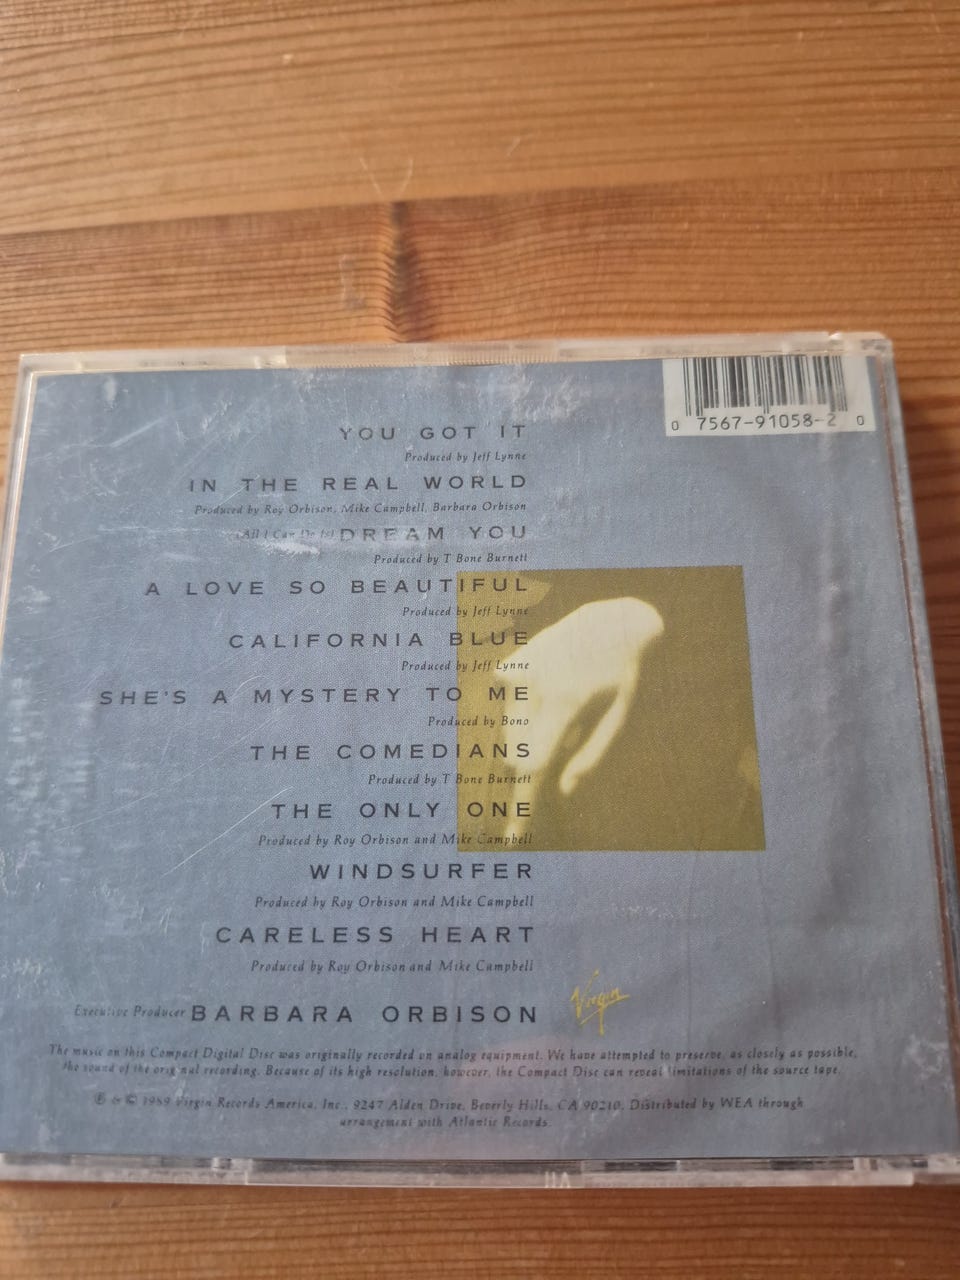 0 7567-91058-2 0
YOU GOT IT
Produced by Jeff Lynne
IN THE REAL WORLD
Produced by Roy Orbison, Mike Campbell, Barbara Orbison
(All I Can Do Is) DREAM YOU
Produced by T Bone Burnett
A LOVE SO BEAUTIFUL
Produced by Jeff Lynne
CALIFORNIA BLUE
Produced by Jeff Lynne
SHE'S A MYSTERY TO ME
Produced by Bono
THE COMEDIANS
Produced by T Bone Burnett
THE ONLY ONE
Produced by Roy Orbison and Mike Campbell
WINDSURFER
Produced by Roy Orbison and Mike Campbell
CARELESS HEART
Produced by Roy Orbison and Mike Campbell
Executive Producer BARBARA ORBISON
Virgin
The music on this Compact Digital Disc was originally recorded on analog equipment. We have attempted to preserve, as closely as possible,
the sound of the original recording. Because of its high resolution, however, the Compact Disc can reveal limitations of the source tape.
℗ & © 1989 Virgin Records America, Inc., 9247 Alden Drive, Beverly Hills, CA 90210. Distributed by WEA through
arrangement with Atlantic Records.